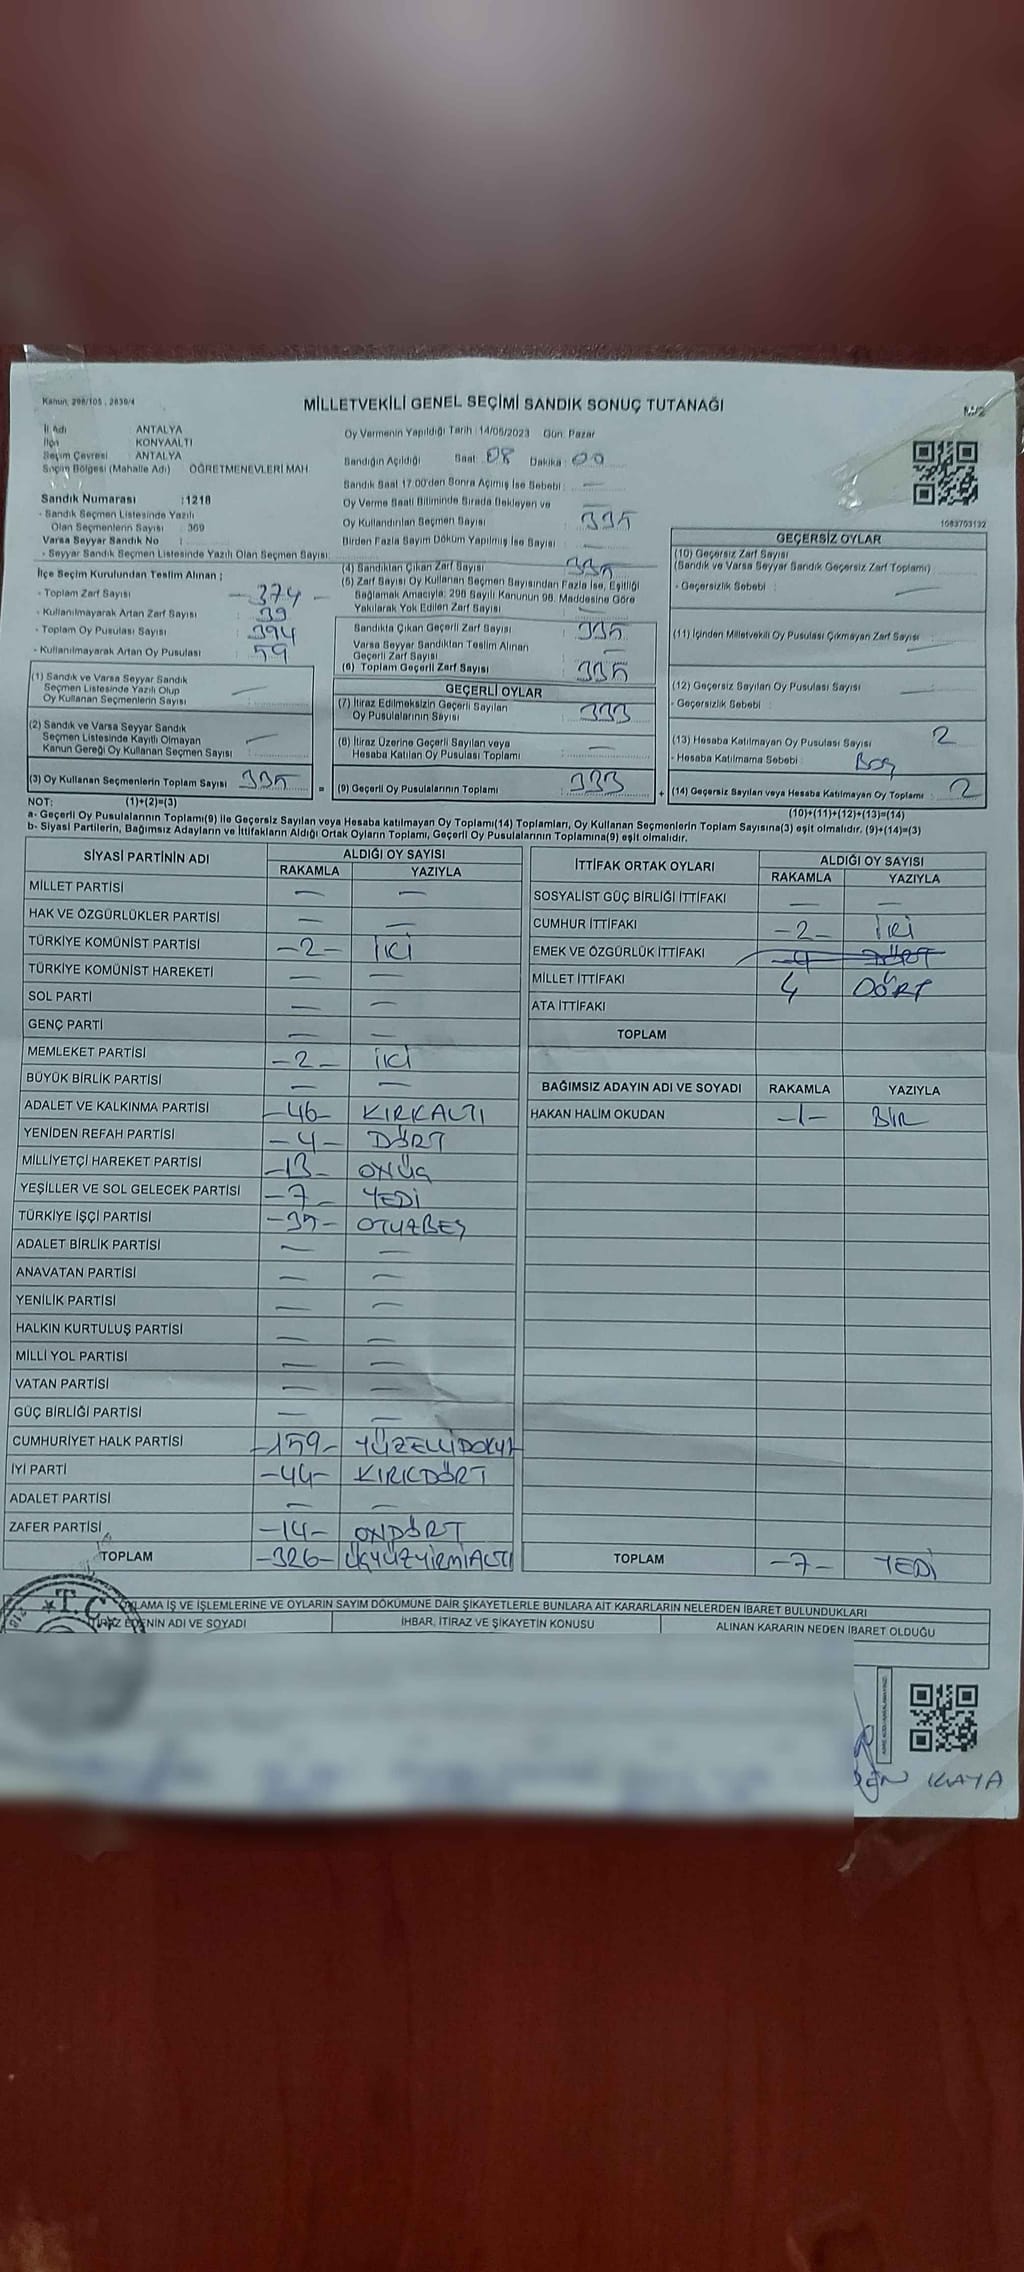 Kanun, 298/105 , 2839/4
MİLLETVEKİLİ GENEL SEÇİMİ SANDIK SONUÇ TUTANAĞI
M/2
İl Adı ANTALYA
İlçe KONYAALTI
Seçim Çevresi ANTALYA
Seçim Bölgesi (Mahalle Adı) ÖĞRETMENEVLERİ MAH
Sandık Numarası :1218
- Sandık Seçmen Listesinde Yazılı
Olan Seçmenlerin Sayısı : 369
Varsa Seyyar Sandık No :
- Seyyar Sandık Seçmen Listesinde Yazılı Olan Seçmen Sayısı:
İlçe Seçim Kurulundan Teslim Alınan ;
- Toplam Zarf Sayısı : - 374 -
- Kullanılmayarak Artan Zarf Sayısı : 39
- Toplam Oy Pusulası Sayısı : 394
- Kullanılmayarak Artan Oy Pusulası : 59
(1) Sandık ve Varsa Seyyar Sandık
Seçmen Listesinde Yazılı Olup
Oy Kullanan Seçmenlerin Sayısı : —
(2) Sandık ve Varsa Seyyar Sandık
Seçmen Listesinde Kayıtlı Olmayan
Kanun Gereği Oy Kullanan Seçmen Sayısı : —
(3) Oy Kullanan Seçmenlerin Toplam Sayısı : 335
Oy Vermenin Yapıldığı Tarih : 14/05/2023 Gün: Pazar
Sandığın Açıldığı Saat : 08 Dakika : 00
Sandık Saat 17.00'den Sonra Açılmış İse Sebebi : —
Oy Verme Saati Bitiminde Sırada Bekleyen ve
Oy Kullandırılan Seçmen Sayısı : 335
Birden Fazla Sayım Döküm Yapılmış İse Sayısı : —
(4) Sandıktan Çıkan Zarf Sayısı : 335
(5) Zarf Sayısı Oy Kullanan Seçmen Sayısından Fazla İse, Eşitliği
Sağlamak Amacıyla; 298 Sayılı Kanunun 98. Maddesine Göre
Yakılarak Yok Edilen Zarf Sayısı : —
Sandıkta Çıkan Geçerli Zarf Sayısı : 335
Varsa Seyyar Sandıktan Teslim Alınan
Geçerli Zarf Sayısı : —
(6) Toplam Geçerli Zarf Sayısı : 335
GEÇERLİ OYLAR
(7) İtiraz Edilmeksizin Geçerli Sayılan
Oy Pusulalarının Sayısı : 333
(8) İtiraz Üzerine Geçerli Sayılan veya
Hesaba Katılan Oy Pusulası Toplamı : —
= (9) Geçerli Oy Pusulalarının Toplamı : 333
1083703132
GEÇERSİZ OYLAR
(10) Geçersiz Zarf Sayısı
(Sandık ve Varsa Seyyar Sandık Geçersiz Zarf Toplamı) :
- Geçersizlik Sebebi : —
(11) İçinden Milletvekili Oy Pusulası Çıkmayan Zarf Sayısı : —
(12) Geçersiz Sayılan Oy Pusulası Sayısı : —
- Geçersizlik Sebebi :
(13) Hesaba Katılmayan Oy Pusulası Sayısı : 2
- Hesaba Katılmama Sebebi : Boş
+ (14) Geçersiz Sayılan veya Hesaba Katılmayan Oy Toplamı : 2
NOT: (1)+(2)=(3) (10)+(11)+(12)+(13)=(14)
a- Geçerli Oy Pusulalarının Toplamı(9) ile Geçersiz Sayılan veya Hesaba katılmayan Oy Toplamı(14) Toplamları, Oy Kullanan Seçmenlerin Toplam Sayısına(3) eşit olmalıdır. (9)+(14)=(3)
b- Siyasi Partilerin, Bağımsız Adayların ve İttifakların Aldığı Ortak Oyların Toplamı, Geçerli Oy Pusulalarının Toplamına(9) eşit olmalıdır.
SİYASİ PARTİNİN ADI ALDIĞI OY SAYISI
RAKAMLA YAZIYLA
MİLLET PARTİSİ — —
HAK VE ÖZGÜRLÜKLER PARTİSİ — —
TÜRKİYE KOMÜNİST PARTİSİ -2- İKİ
TÜRKİYE KOMÜNİST HAREKETİ — —
SOL PARTİ — —
GENÇ PARTİ — —
MEMLEKET PARTİSİ -2- İKİ
BÜYÜK BİRLİK PARTİSİ — —
ADALET VE KALKINMA PARTİSİ -46- KIRKALTI
YENİDEN REFAH PARTİSİ -4- DÖRT
MİLLİYETÇİ HAREKET PARTİSİ -13- ONÜÇ
YEŞİLLER VE SOL GELECEK PARTİSİ -7- YEDİ
TÜRKİYE İŞÇİ PARTİSİ -35- OTUZBEŞ
ADALET BİRLİK PARTİSİ — —
ANAVATAN PARTİSİ — —
YENİLİK PARTİSİ — —
HALKIN KURTULUŞ PARTİSİ — —
MİLLİ YOL PARTİSİ — —
VATAN PARTİSİ — —
GÜÇ BİRLİĞİ PARTİSİ — —
CUMHURİYET HALK PARTİSİ -159- YÜZELLİDOKUZ
İYİ PARTİ -44- KIRKDÖRT
ADALET PARTİSİ — —
ZAFER PARTİSİ -14- ONDÖRT
TOPLAM -326- ÜÇYÜZYİRMİALTI
İTTİFAK ORTAK OYLARI ALDIĞI OY SAYISI
RAKAMLA YAZIYLA
SOSYALİST GÜÇ BİRLİĞİ İTTİFAKI — —
CUMHUR İTTİFAKI -2- İKİ
EMEK VE ÖZGÜRLÜK İTTİFAKI -4- DÖRT
MİLLET İTTİFAKI 4 DÖRT
ATA İTTİFAKI
TOPLAM
BAĞIMSIZ ADAYIN ADI VE SOYADI RAKAMLA YAZIYLA
HAKAN HALİM OKUDAN -1- BİR
TOPLAM -7- YEDİ
T.C
LAMA İŞ VE İŞLEMLERİNE VE OYLARIN SAYIM DÖKÜMÜNE DAİR ŞİKAYETLERLE BUNLARA AİT KARARLARIN NELERDEN İBARET BULUNDUKLARI
EDENİN ADI VE SOYADI İHBAR, İTİRAZ VE ŞİKAYETİN KONUSU ALINAN KARARIN NEDEN İBARET OLDUĞU
KAYA